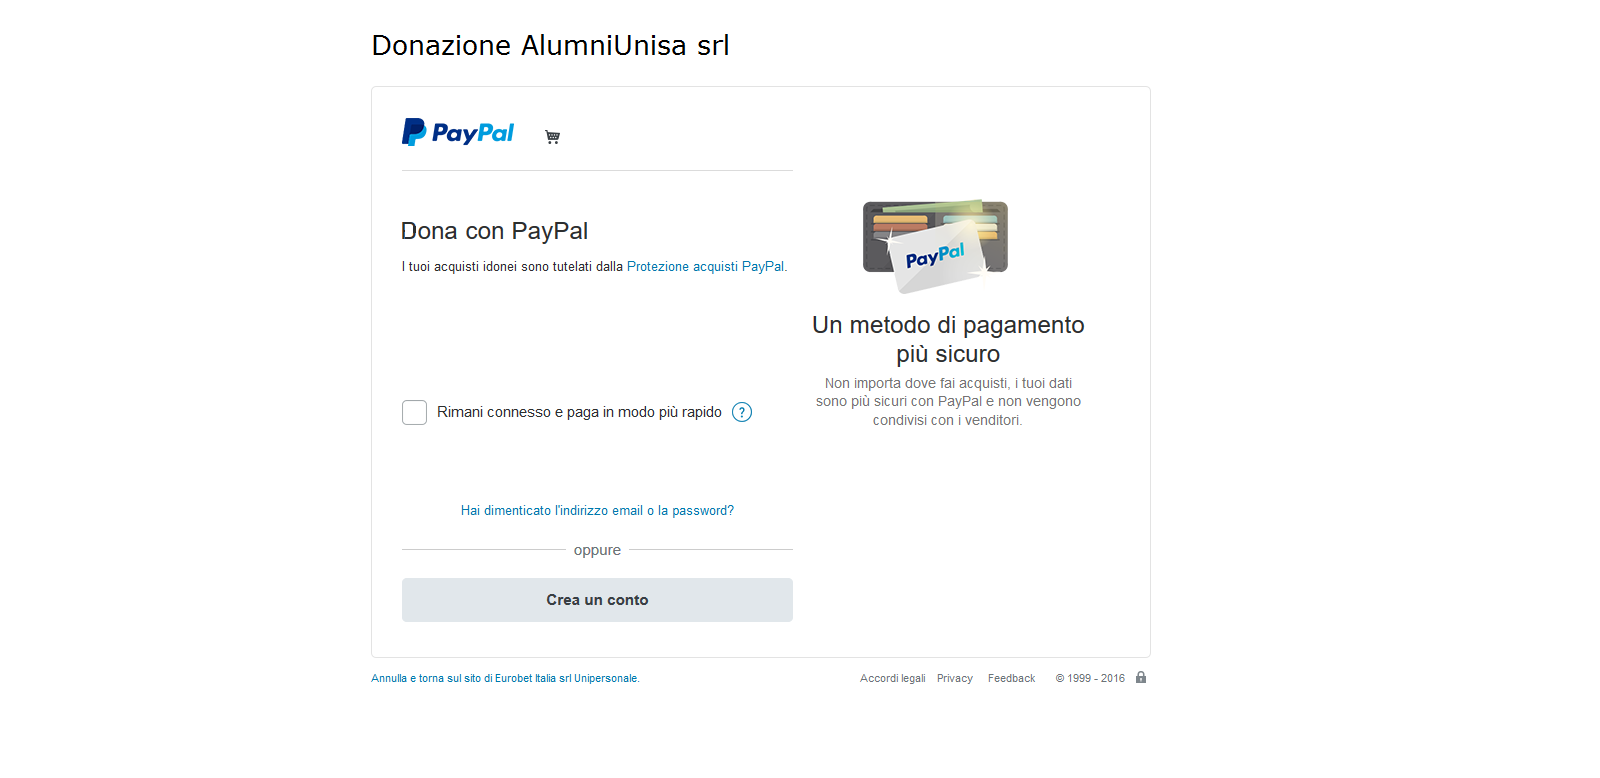 Donazione AlumniUnisa srl
PayPal
Dona con PayPal
I tuoi acquisti idonei sono tutelati dalla Protezione acquisti PayPal.
Rimani connesso e paga in modo più rapido ?
Hai dimenticato l'indirizzo email o la password?
oppure
Crea un conto
PayPal
Un metodo di pagamento
più sicuro
Non importa dove fai acquisti, i tuoi dati
sono più sicuri con PayPal e non vengono
condivisi con i venditori.
Annulla e torna sul sito di Eurobet Italia srl Unipersonale.
Accordi legali Privacy Feedback © 1999 - 2016